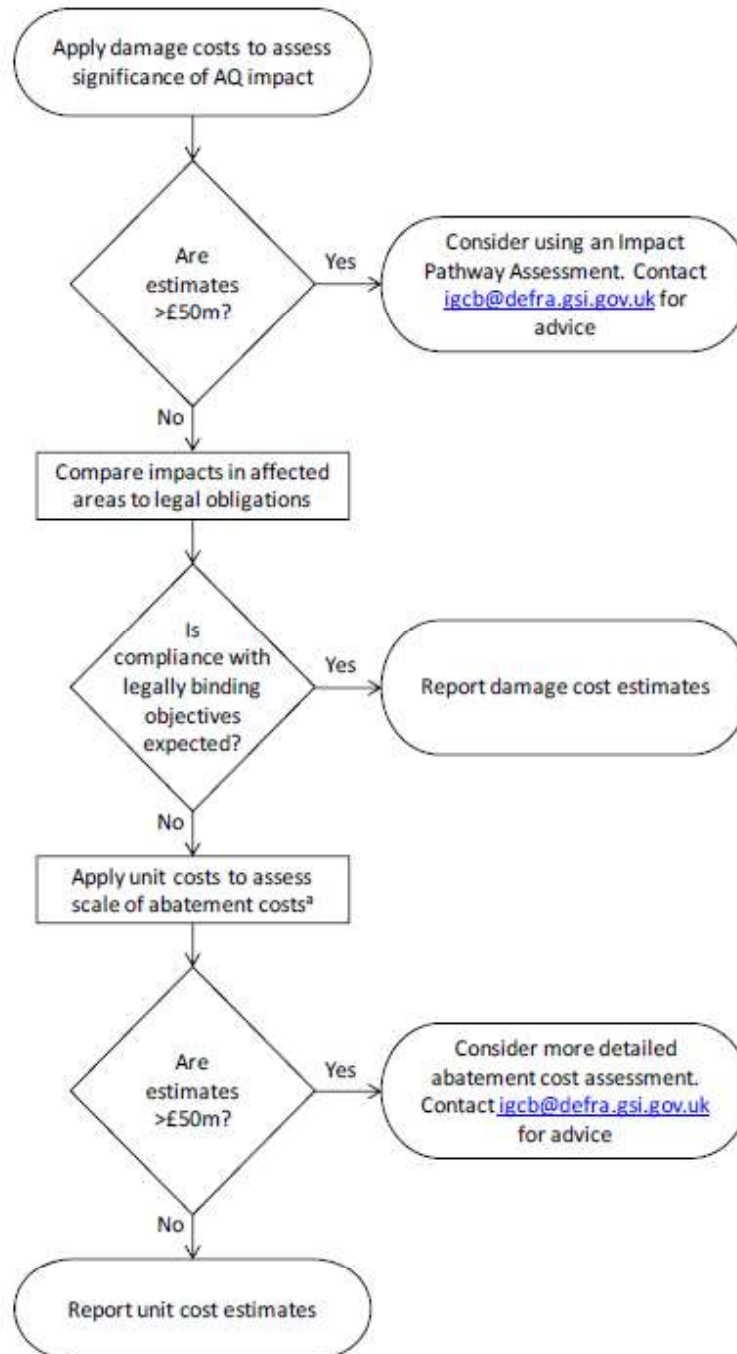 Apply damage costs to assess
significance of AQ impact
Are
estimates
>£50m?
Yes
Consider using an Impact
Pathway Assessment. Contact
igcb@defra.gsi.gov.uk for
advice
No
Compare impacts in affected
areas to legal obligations
Is
compliance with
legally binding
objectives
expected?
Yes
Report damage cost estimates
No
Apply unit costs to assess
scale of abatement costsª
Are
estimates
>£50m?
Yes
Consider more detailed
abatement cost assessment.
Contact igcb@defra.gsi.gov.uk
for advice
No
Report unit cost estimates